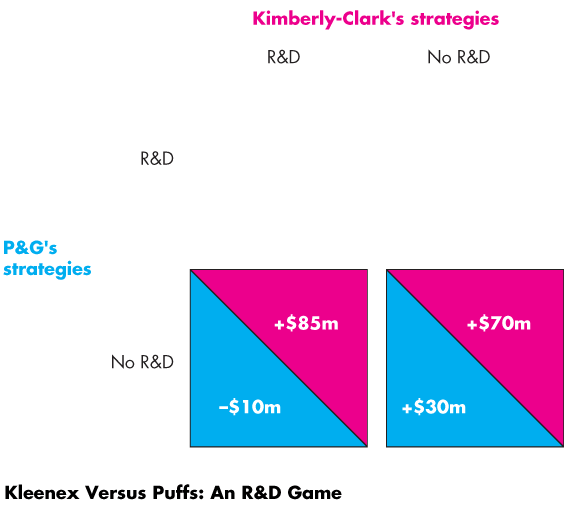 Kimberly-Clark's strategies
R&D No R&D
R&D
P&G's
strategies
+$85m +$70m
No R&D
–$10m +$30m
Kleenex Versus Puffs: An R&D Game